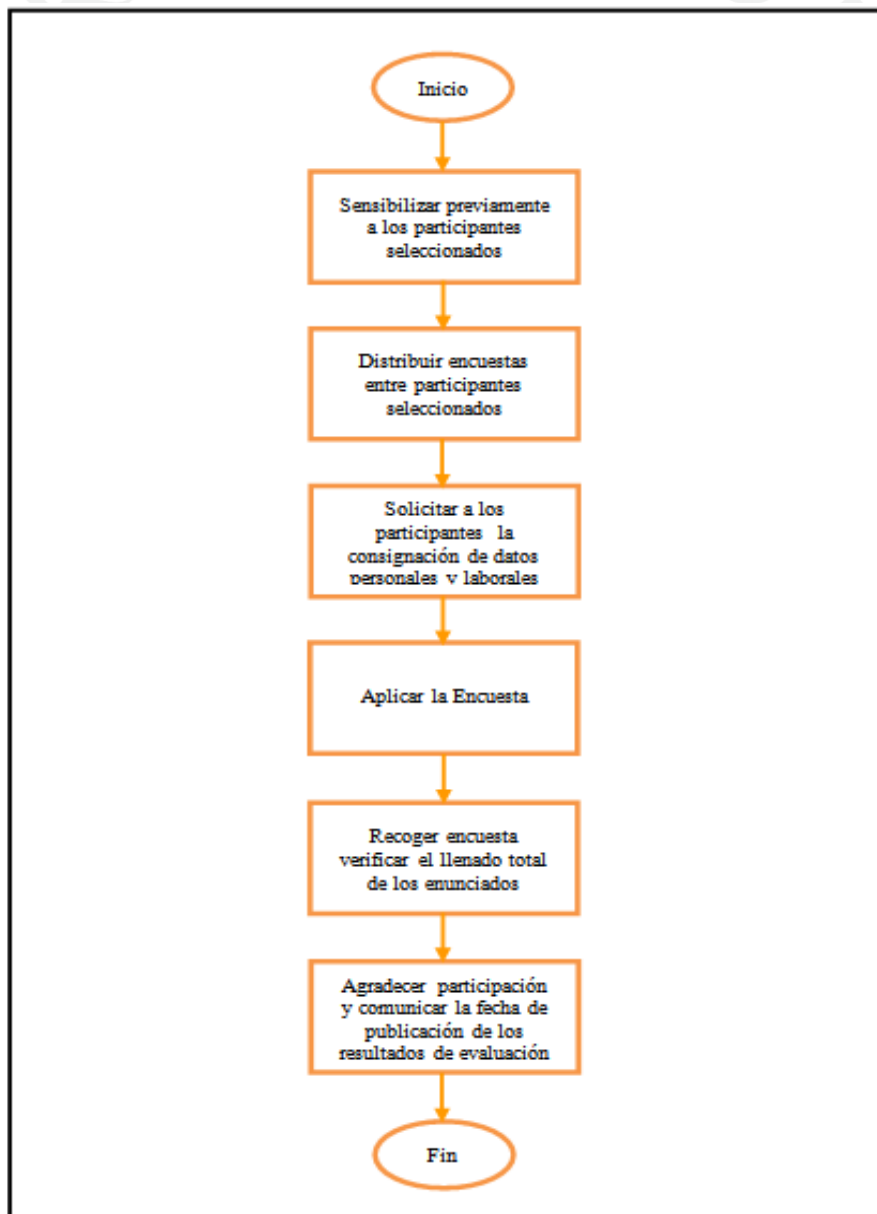 Inicio
Sensibilizar previamente
a los participantes
seleccionados
Distribuir encuestas
entre participantes
seleccionados
Solicitar a los
participantes la
consignación de datos
personales y laborales
Aplicar la Encuesta
Recoger encuesta
verificar el llenado total
de los enunciados
Agradecer participación
y comunicar la fecha de
publicación de los
resultados de evaluación
Fin